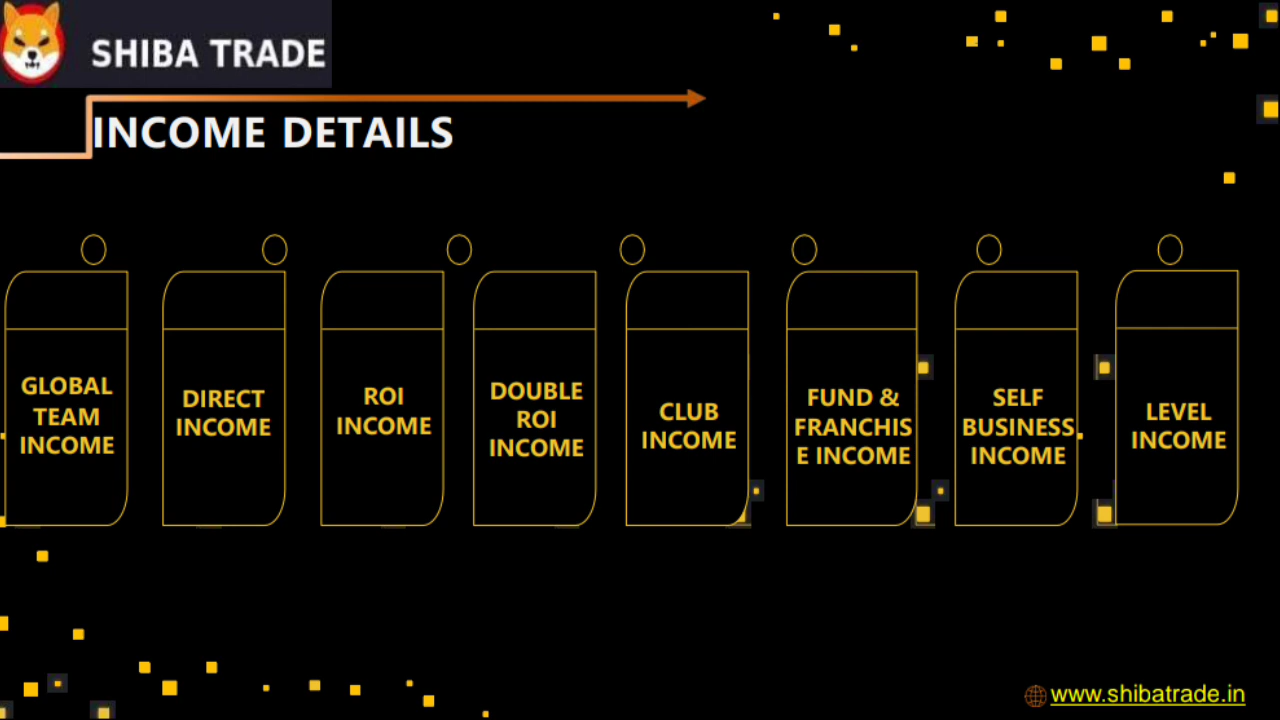 SHIBA TRADE
INCOME DETAILS
GLOBAL
TEAM
INCOME
DIRECT
INCOME
ROI
INCOME
DOUBLE
ROI
INCOME
CLUB
INCOME
FUND &
FRANCHIS
E INCOME
SELF
BUSINESS
INCOME
LEVEL
INCOME
www.shibatrade.in